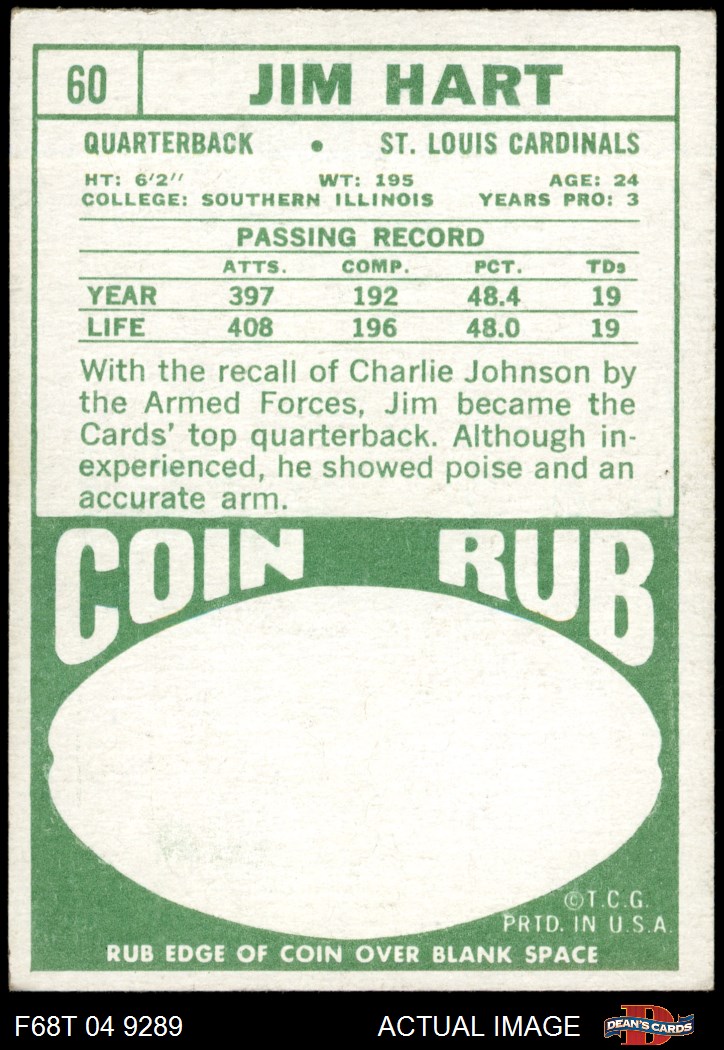 60 JIM HART
QUARTERBACK • ST. LOUIS CARDINALS
HT: 6'2" WT: 195 AGE: 24
COLLEGE: SOUTHERN ILLINOIS YEARS PRO: 3
PASSING RECORD
ATTS. COMP. PCT. TDs
YEAR 397 192 48.4 19
LIFE 408 196 48.0 19
With the recall of Charlie Johnson by
the Armed Forces, Jim became the
Cards' top quarterback. Although in-
experienced, he showed poise and an
accurate arm.
COIN RUB
©T.C.G.
PRTD. IN U.S.A.
RUB EDGE OF COIN OVER BLANK SPACE
F68T 04 9289 ACTUAL IMAGE D DEAN'S CARDS